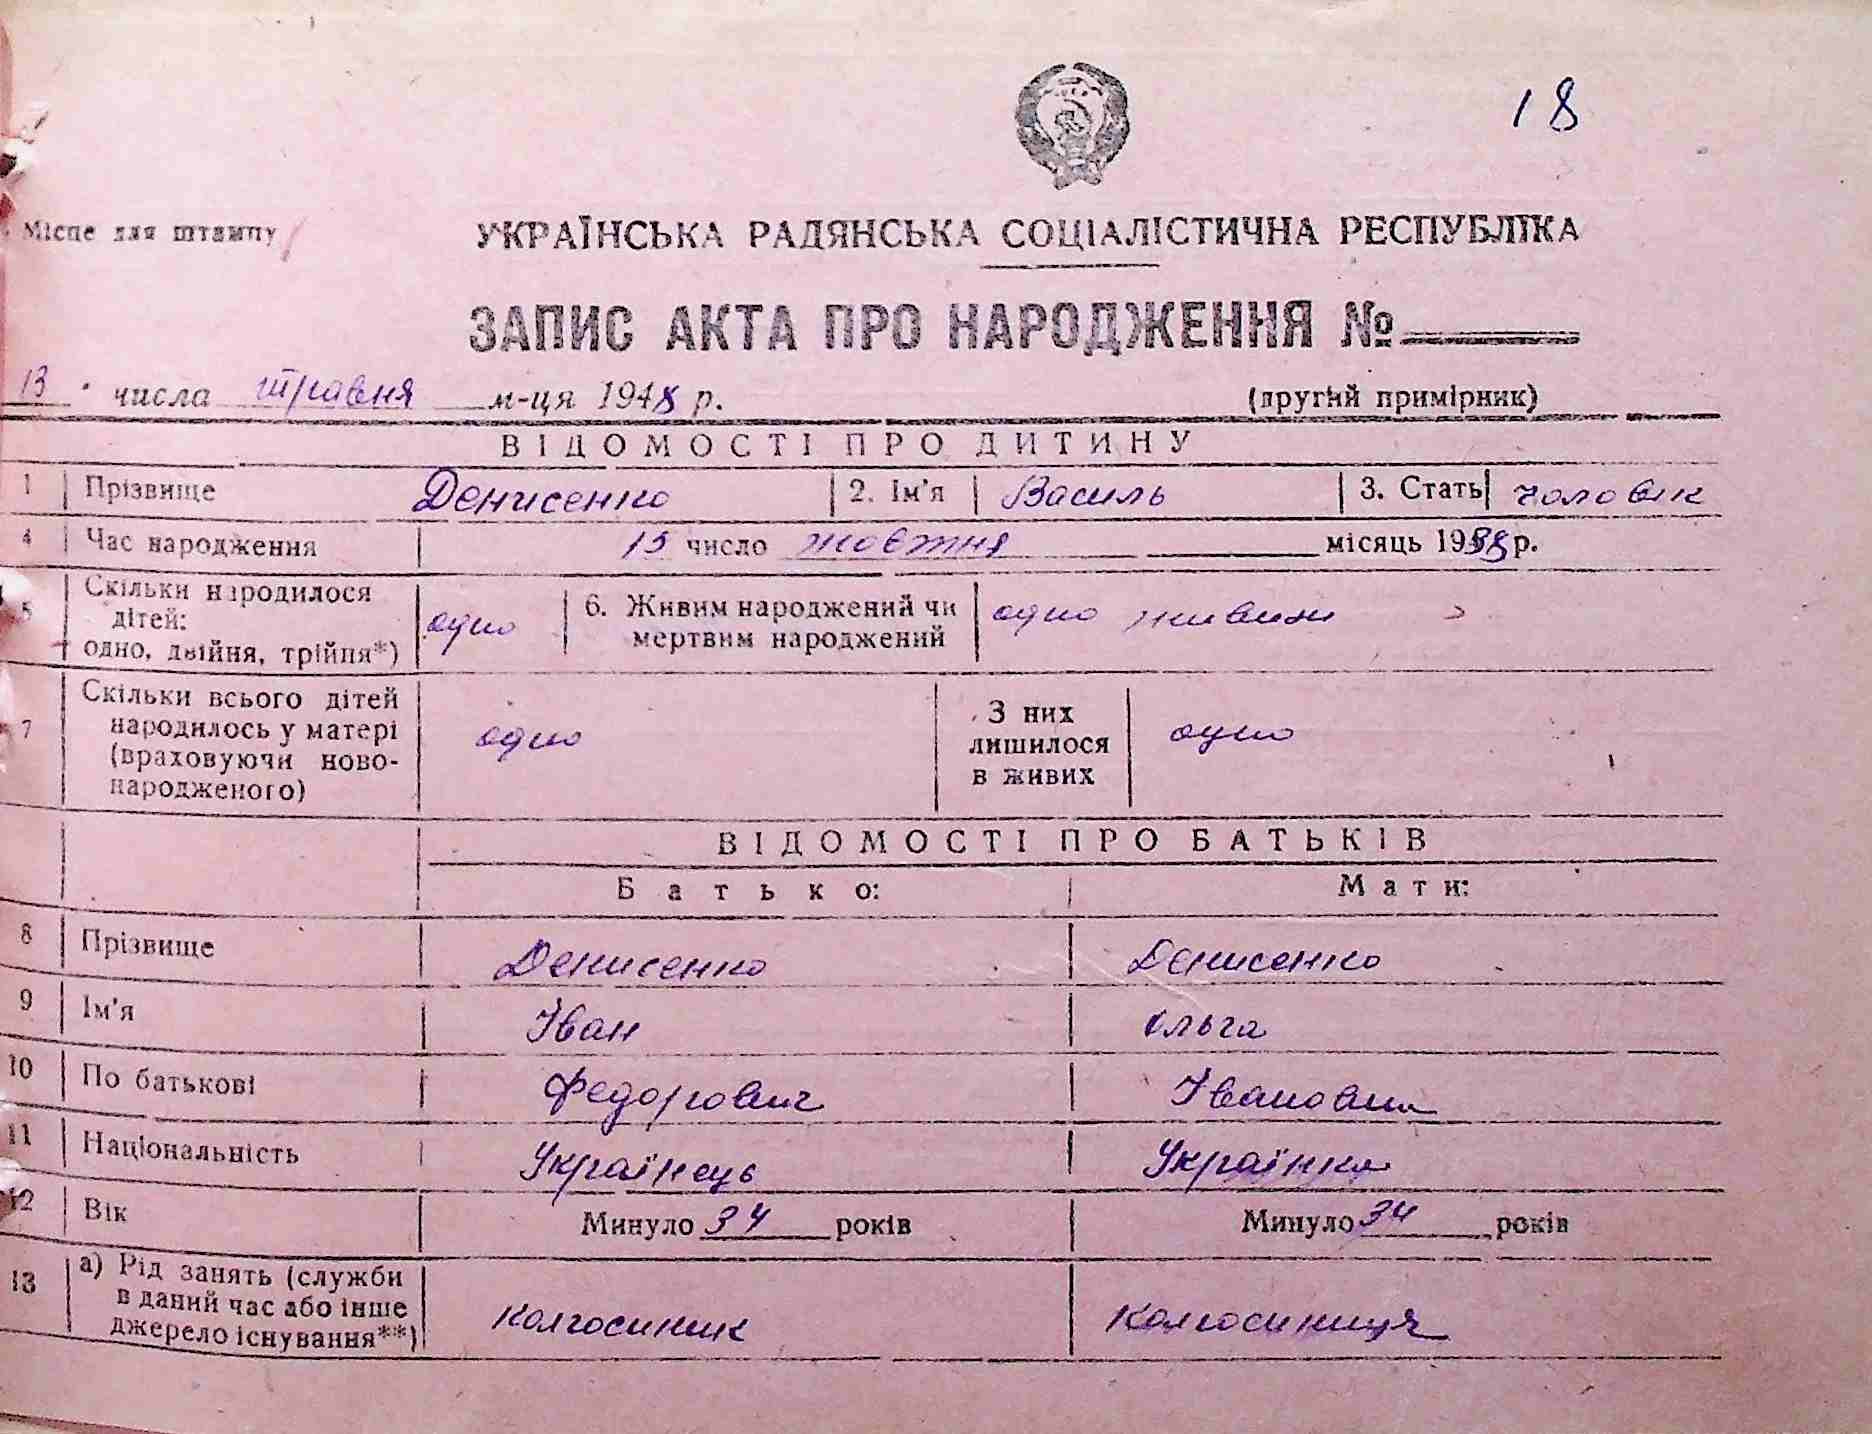 18
Місце для штампу
УКРАЇНСЬКА РАДЯНСЬКА СОЦІАЛІСТИЧНА РЕСПУБЛІКА
ЗАПИС АКТА ПРО НАРОДЖЕННЯ №
13 числа травня м-ця 1948 р. (другий примірник)
ВІДОМОСТІ ПРО ДИТИНУ
1 Прізвище Денисенко 2. Ім'я Василь 3. Стать чоловік
4 Час народження 15 число жовтня місяць 1938 р.
5 Скільки народилося дітей: одно, двійня, трійня*) одно 6. Живим народжений чи мертвим народжений одно живим
7 Скільки всього дітей народилось у матері (враховуючи новонародженого) одно З них лишилося в живих одно
ВІДОМОСТІ ПРО БАТЬКІВ
Батько: Мати:
8 Прізвище Денисенко Денисенко
9 Ім'я Іван Ольга
10 По батькові Федорович Івановна
11 Національність Українець Українка
12 Вік Минуло 34 років Минуло 34 років
13 а) Рід занять (служби в даний час або інше джерело існування**) колгосиник колгосиниця